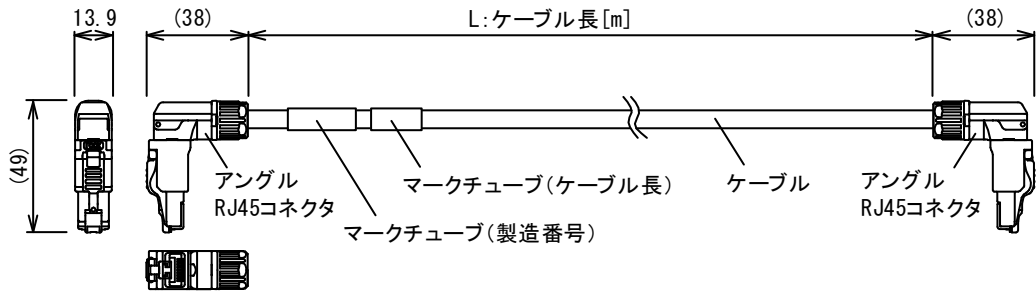 13.9
(38)
L:ケーブル長[m]
(38)
(49)
アングル
RJ45コネクタ
マークチューブ(ケーブル長)
ケーブル
アングル
RJ45コネクタ
マークチューブ(製造番号)